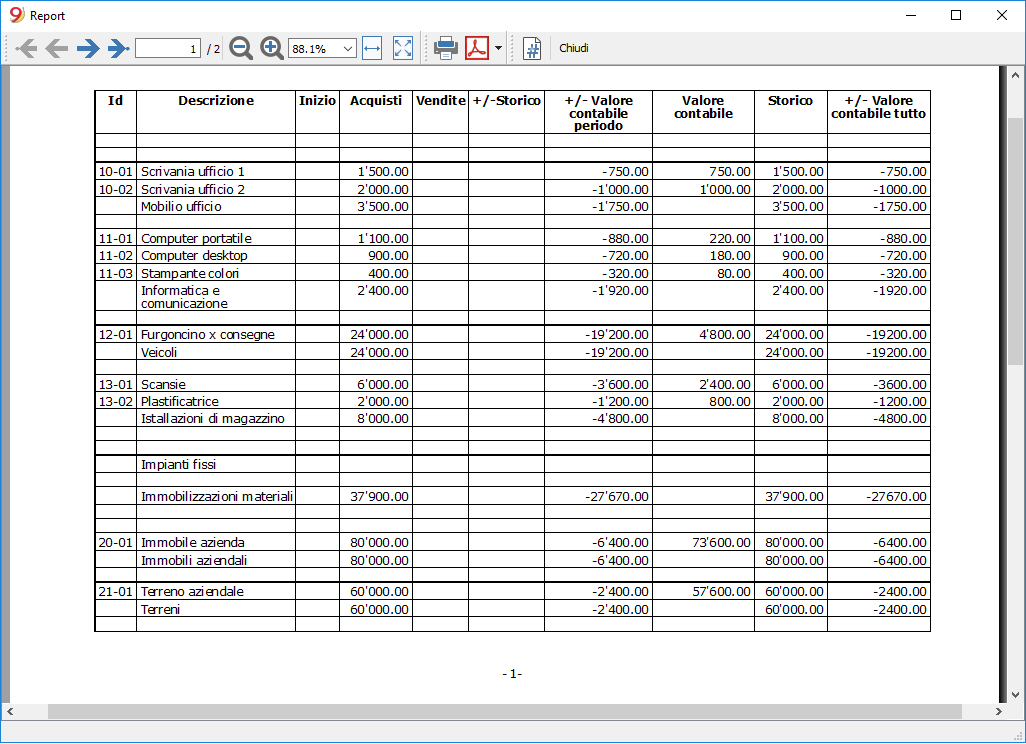 9 Report
1 / 2 88.1% # Chiudi
Id Descrizione Inizio Acquisti Vendite +/-Storico +/- Valore contabile periodo Valore contabile Storico +/- Valore contabile tutto
10-01 Scrivania ufficio 1 1'500.00 -750.00 750.00 1'500.00 -750.00
10-02 Scrivania ufficio 2 2'000.00 -1'000.00 1'000.00 2'000.00 -1000.00
Mobilio ufficio 3'500.00 -1'750.00 3'500.00 -1750.00
11-01 Computer portatile 1'100.00 -880.00 220.00 1'100.00 -880.00
11-02 Computer desktop 900.00 -720.00 180.00 900.00 -720.00
11-03 Stampante colori 400.00 -320.00 80.00 400.00 -320.00
Informatica e comunicazione 2'400.00 -1'920.00 2'400.00 -1920.00
12-01 Furgoncino x consegne 24'000.00 -19'200.00 4'800.00 24'000.00 -19200.00
Veicoli 24'000.00 -19'200.00 24'000.00 -19200.00
13-01 Scansie 6'000.00 -3'600.00 2'400.00 6'000.00 -3600.00
13-02 Plastificatrice 2'000.00 -1'200.00 800.00 2'000.00 -1200.00
Istallazioni di magazzino 8'000.00 -4'800.00 8'000.00 -4800.00
Impianti fissi
Immobilizzazioni materiali 37'900.00 -27'670.00 37'900.00 -27670.00
20-01 Immobile azienda 80'000.00 -6'400.00 73'600.00 80'000.00 -6400.00
Immobili aziendali 80'000.00 -6'400.00 80'000.00 -6400.00
21-01 Terreno aziendale 60'000.00 -2'400.00 57'600.00 60'000.00 -2400.00
Terreni 60'000.00 -2'400.00 60'000.00 -2400.00
-1-